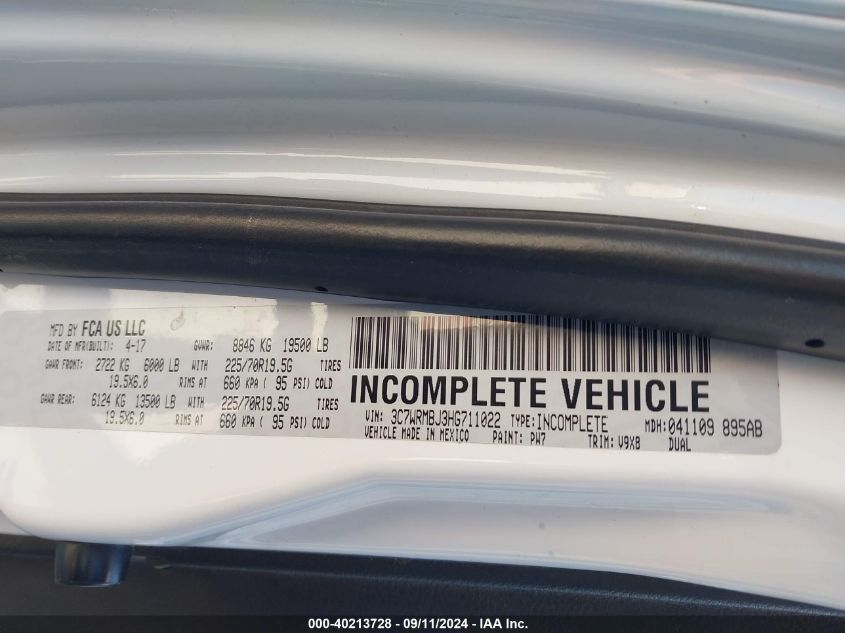 MFD BY FCA US LLC
DATE OF MFR(BUILT): 4-17 GVWR: 8846 KG 19500 LB
GAWR FRONT: 2722 KG 6000 LB WITH 225/70R19.5G TIRES
19.5X6.0 RIMS AT 660 KPA ( 95 PSI) COLD
GAWR REAR: 6124 KG 13500 LB WITH 225/70R19.5G TIRES
19.5X6.0 RIMS AT 660 KPA ( 95 PSI) COLD
INCOMPLETE VEHICLE
VIN: 3C7WRMBJ3HG711022 TYPE:INCOMPLETE MDH:041109 895AB
VEHICLE MADE IN MEXICO PAINT: PW7 TRIM: V9X8 DUAL
000-40213728 - 09/11/2024 - IAA Inc.